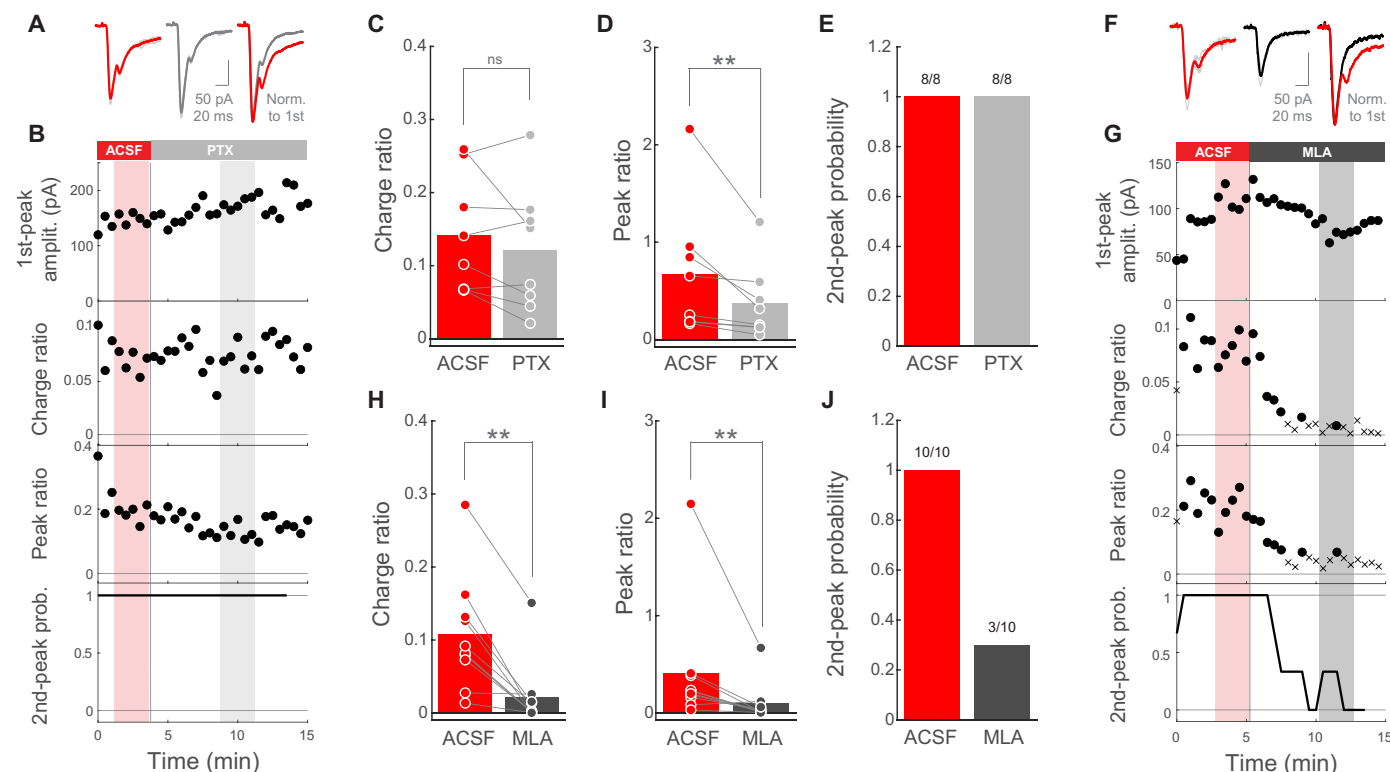 A
50 pA
20 ms
Norm.
to 1st
B
ACSF
PTX
1st-peak
amplit. (pA)
200
100
0
Charge ratio
0.1
0.05
0
Peak ratio
0.4
0.2
0
2nd-peak prob.
1
0.5
0
0
5
10
15
Time (min)
C
Charge ratio
0.4
0.3
0.2
0.1
0
ns
ACSF
PTX
D
Peak ratio
3
2
1
0
**
ACSF
PTX
E
2nd-peak probability
1.2
1
0.8
0.6
0.4
0.2
0
8/8
8/8
ACSF
PTX
F
50 pA
20 ms
Norm.
to 1st
G
ACSF
MLA
1st-peak
amplit. (pA)
150
100
50
0
Charge ratio
0.1
0.05
0
Peak ratio
0.4
0.2
0
2nd-peak prob.
1
0.5
0
0
5
10
15
Time (min)
H
Charge ratio
0.4
0.3
0.2
0.1
0
**
ACSF
MLA
I
Peak ratio
3
2
1
0
**
ACSF
MLA
J
2nd-peak probability
1.2
1
0.8
0.6
0.4
0.2
0
10/10
3/10
ACSF
MLA